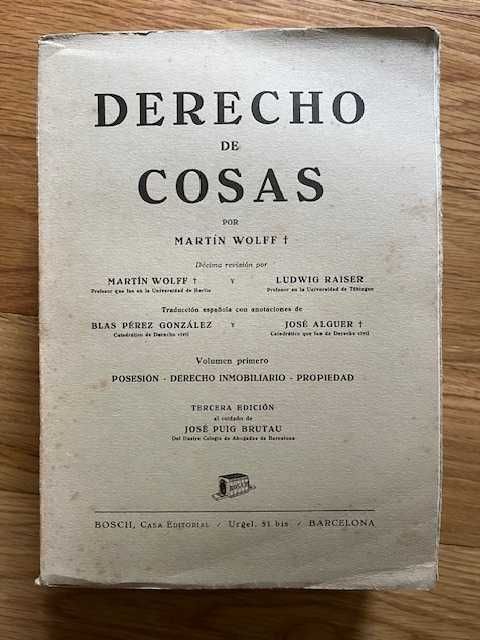 DERECHO
DE
COSAS
POR
MARTÍN WOLFF †
Décima revisión por
MARTÍN WOLFF † Y LUDWIG RAISER
Profesor que fue en la Universidad de Berlín Profesor en la Universidad de Tübingen
Traducción española con anotaciones de
BLAS PÉREZ GONZÁLEZ Y JOSÉ ALGUER †
Catedrático de Derecho civil Catedrático que fue de Derecho civil
Volumen primero
POSESIÓN - DERECHO INMOBILIARIO - PROPIEDAD
TERCERA EDICIÓN
al cuidado de
JOSÉ PUIG BRUTAU
Del Ilustre Colegio de Abogados de Barcelona
BOSCH
BOSCH, CASA EDITORIAL / Urgel, 51 bis / BARCELONA